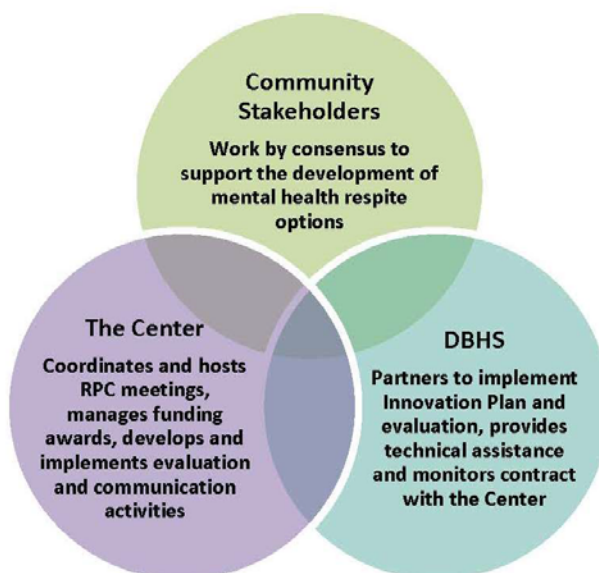 Community
Stakeholders
Work by consensus to
support the development of
mental health respite
options
The Center
Coordinates and hosts
RPC meetings,
manages funding
awards, develops and
implements evaluation
and communication
activities
DBHS
Partners to implement
Innovation Plan and
evaluation, provides
technical assistance
and monitors contract
with the Center